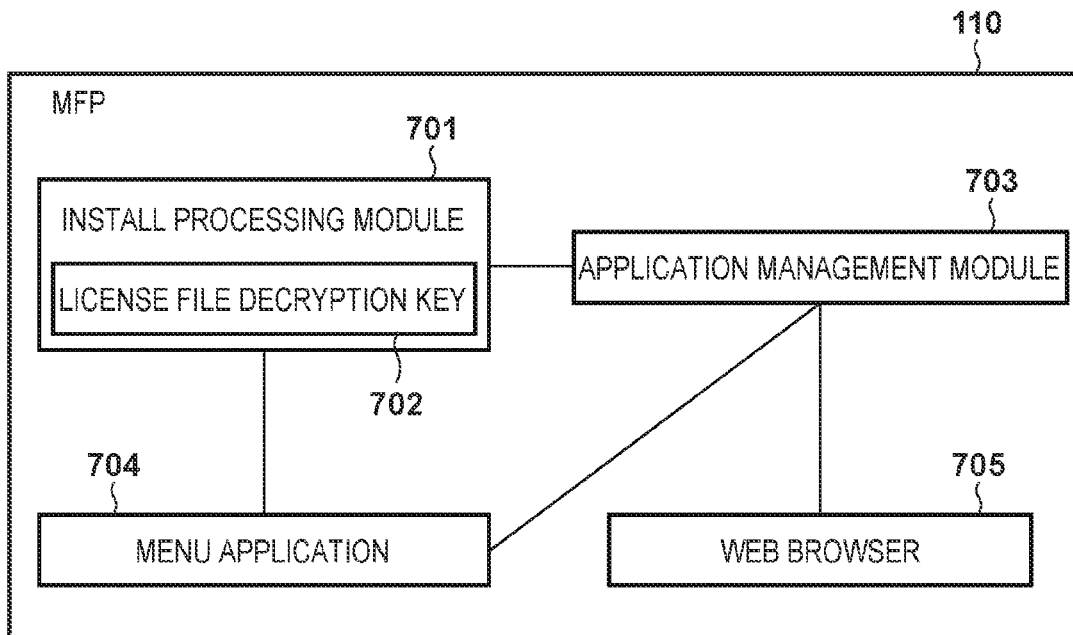 110
MFP
701
INSTALL PROCESSING MODULE
LICENSE FILE DECRYPTION KEY
702
703
APPLICATION MANAGEMENT MODULE
704
MENU APPLICATION
705
WEB BROWSER